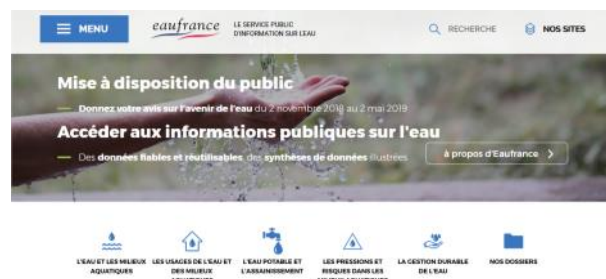 MENU
eaufrance
LE SERVICE PUBLIC
D'INFORMATION SUR L'EAU
RECHERCHE
NOS SITES
Mise à disposition du public
Donnez votre avis sur l'avenir de l'eau du 2 novembre 2018 au 2 mai 2019
Accéder aux informations publiques sur l'eau
Des données fiables et réutilisables, des synthèses de données illustrées
à propos d'Eaufrance
L'EAU ET LES MILIEUX
AQUATIQUES
LES USAGES DE L'EAU ET
DES MILIEUX
AQUATIQUES
L'EAU POTABLE ET
L'ASSAINISSEMENT
LES PRESSIONS ET
RISQUES DANS LES
MILIEUX AQUATIQUES
LA GESTION DURABLE
DE L'EAU
NOS DOSSIERS